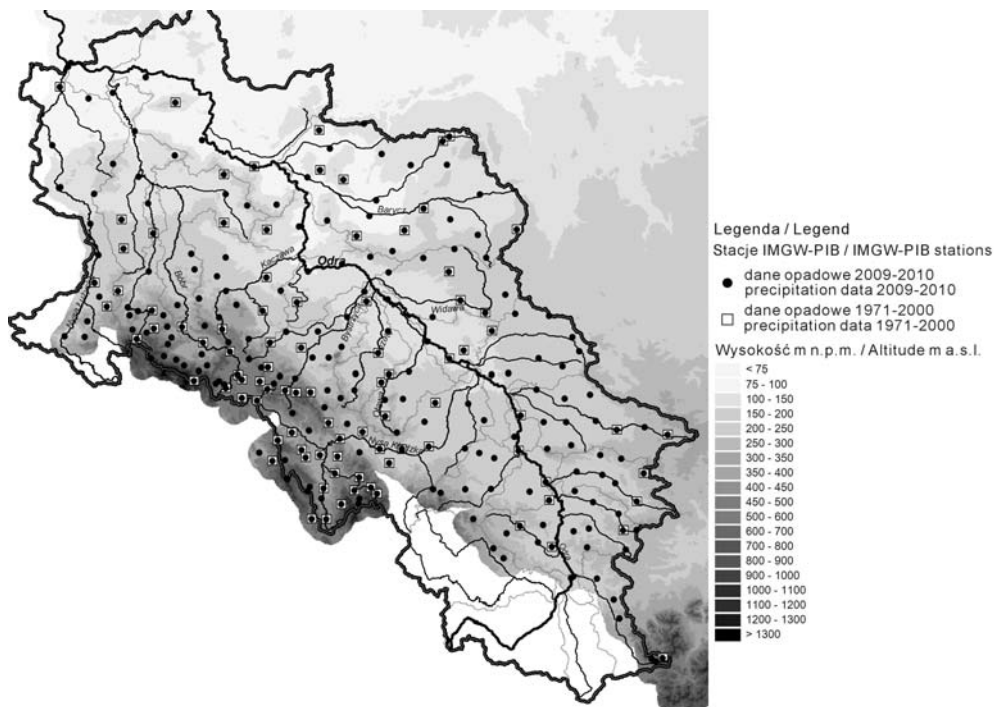 Barycz
Kaczawa
Odra
Bóbr
Widawa
Legenda / Legend
Stacje IMGW-PIB / IMGW-PIB stations
dane opadowe 2009-2010
precipitation data 2009-2010
dane opadowe 1971-2000
precipitation data 1971-2000
Wysokość m n.p.m. / Altitude m a.s.l.
< 75
75 - 100
100 - 150
150 - 200
200 - 250
250 - 300
300 - 350
350 - 400
400 - 450
450 - 500
500 - 600
600 - 700
700 - 800
800 - 900
900 - 1000
1000 - 1100
1100 - 1200
1200 - 1300
> 1300